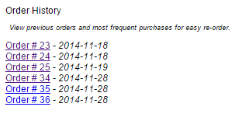 Order History
View previous orders and most frequent purchases for easy re-order.
Order # 23 - 2014-11-18
Order # 24 - 2014-11-18
Order # 25 - 2014-11-19
Order # 34 - 2014-11-28
Order # 35 - 2014-11-28
Order # 36 - 2014-11-28